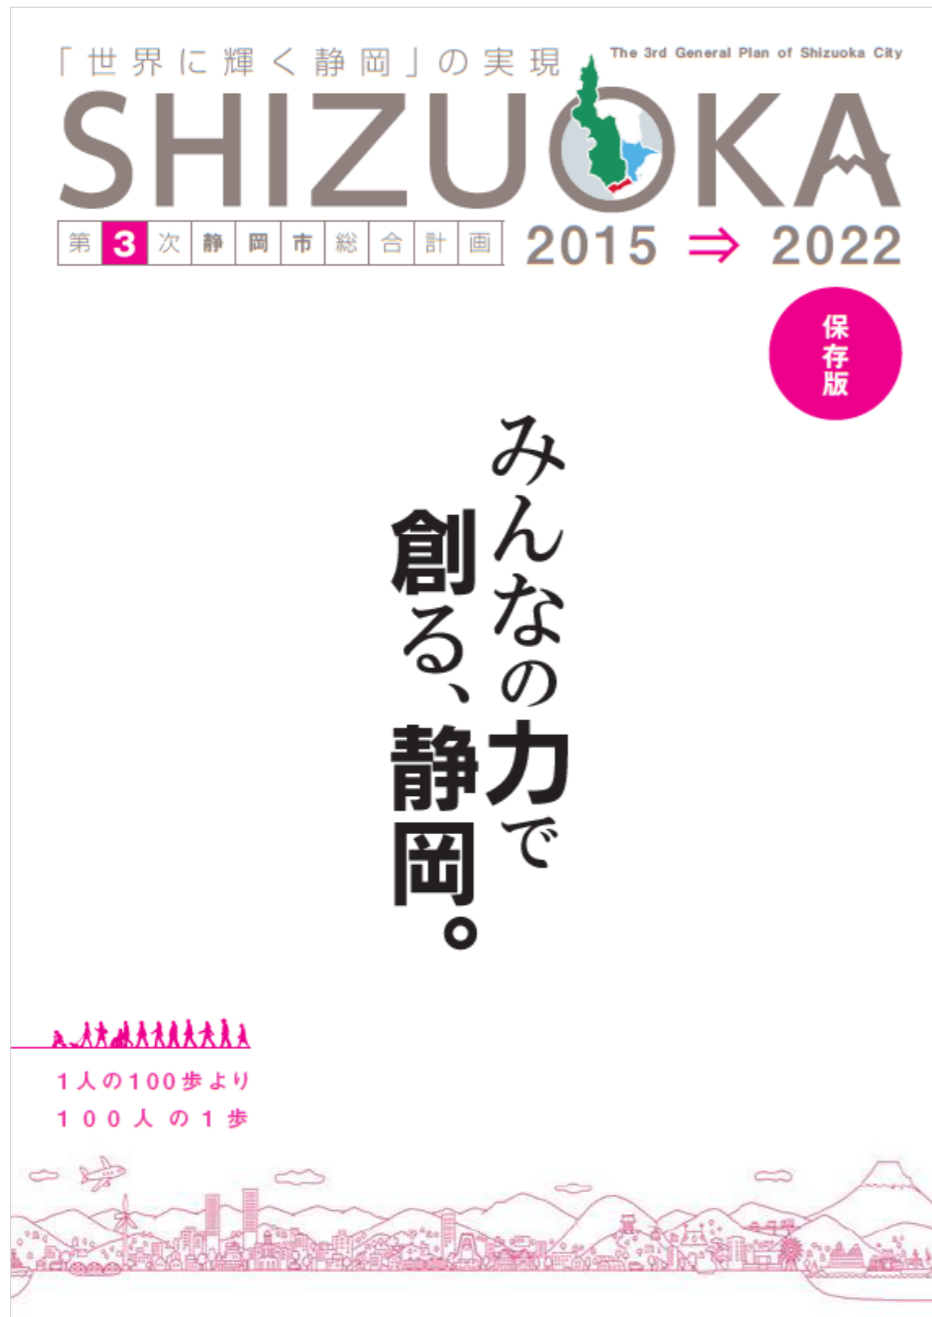 「世界に輝く静岡」の実現
The 3rd General Plan of Shizuoka City
SHIZUOKA
第3次静岡市総合計画
2015 ⇒ 2022
保存版
みんなの力で
創る、静岡。
1人の100歩より
100人の1歩